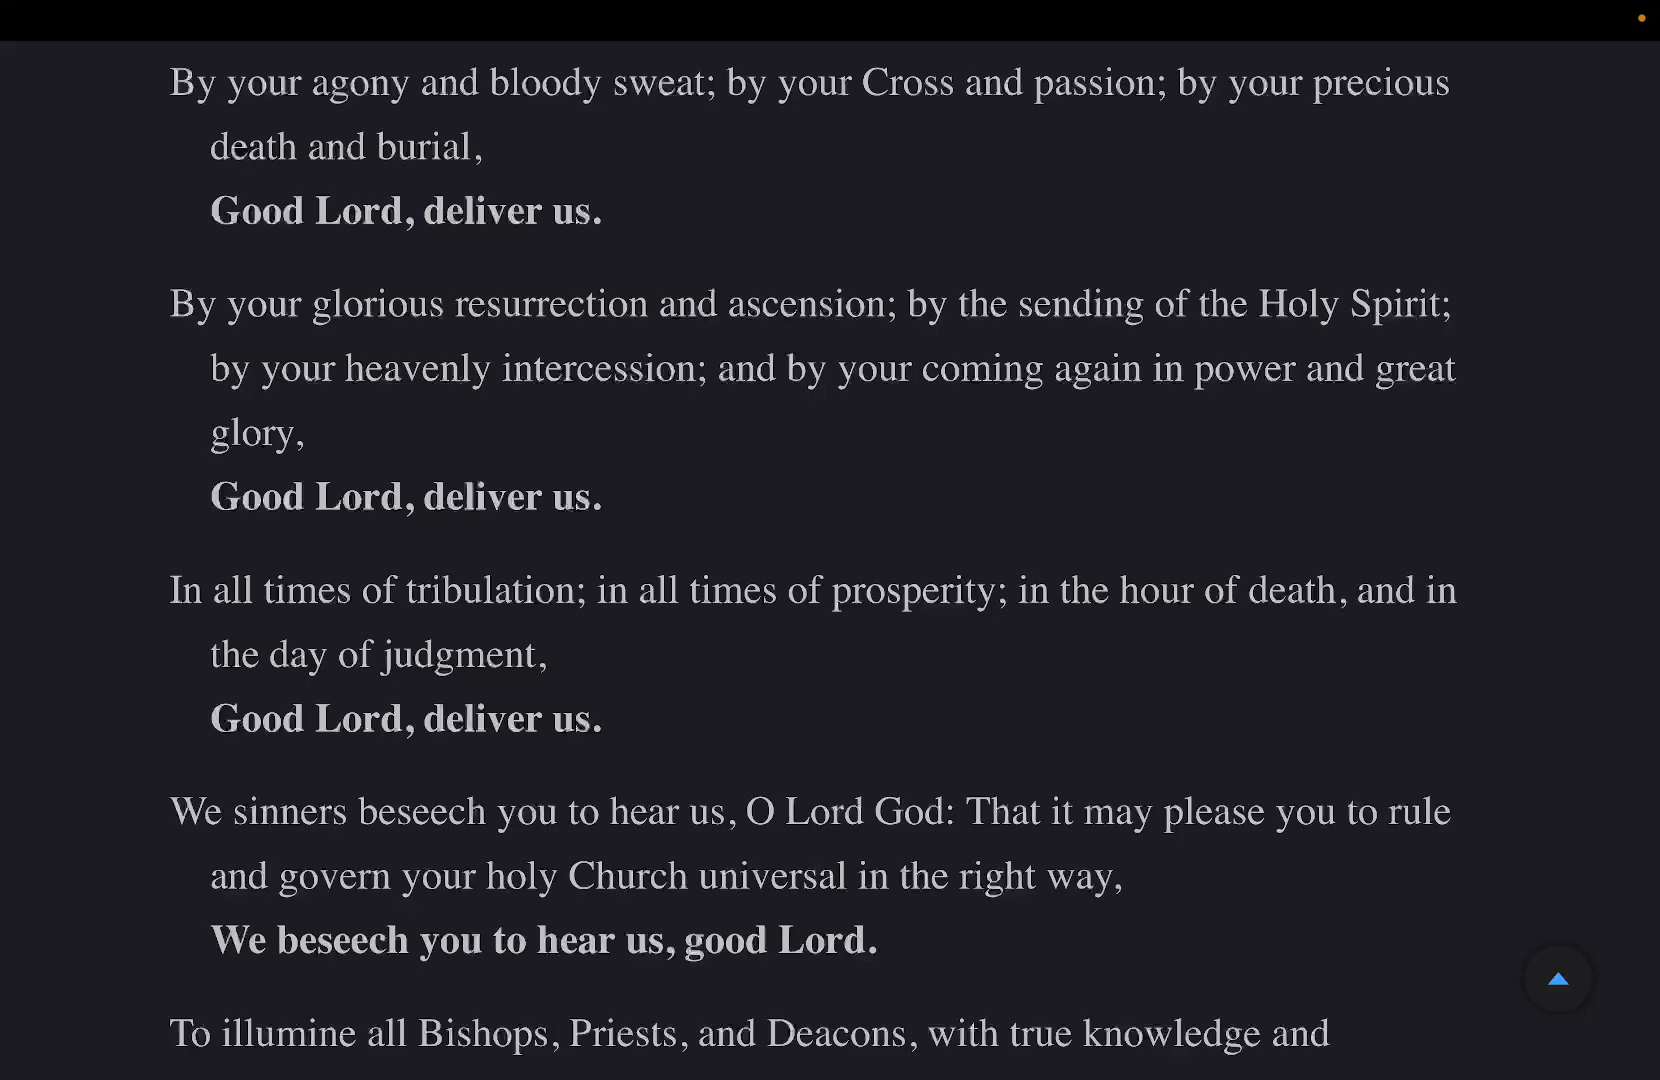 By your agony and bloody sweat; by your Cross and passion; by your precious
death and burial,
Good Lord, deliver us.
By your glorious resurrection and ascension; by the sending of the Holy Spirit;
by your heavenly intercession; and by your coming again in power and great
glory,
Good Lord, deliver us.
In all times of tribulation; in all times of prosperity; in the hour of death, and in
the day of judgment,
Good Lord, deliver us.
We sinners beseech you to hear us, O Lord God: That it may please you to rule
and govern your holy Church universal in the right way,
We beseech you to hear us, good Lord.
To illumine all Bishops, Priests, and Deacons, with true knowledge and